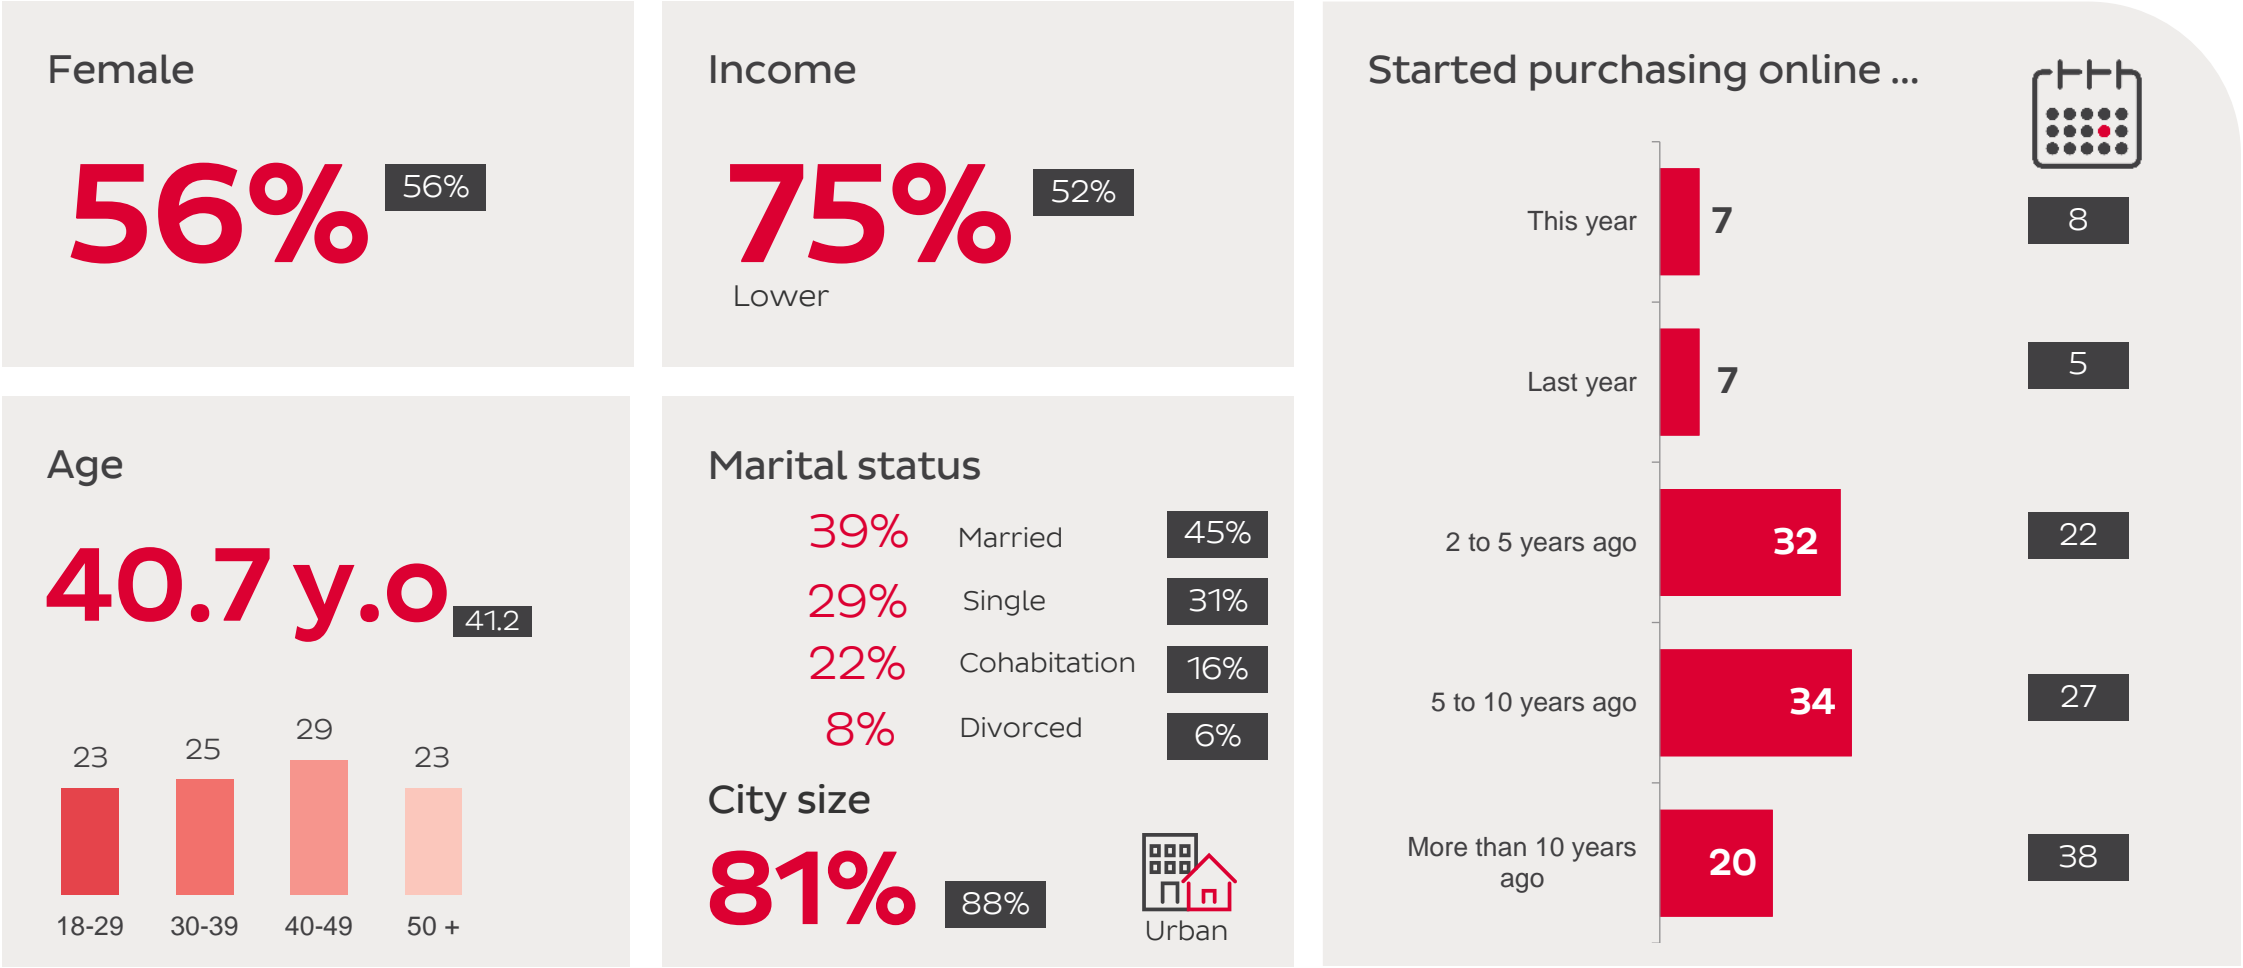 Female
56%
56%
Income
75%
52%
Lower
Age
40.7 y.o
41.2
23
25
29
23
18-29
30-39
40-49
50 +
Marital status
39% Married 45%
29% Single 31%
22% Cohabitation 16%
8% Divorced 6%
City size
81%
88%
Urban
Started purchasing online ...
This year 7 8
Last year 7 5
2 to 5 years ago 32 22
5 to 10 years ago 34 27
More than 10 years
ago
20 38